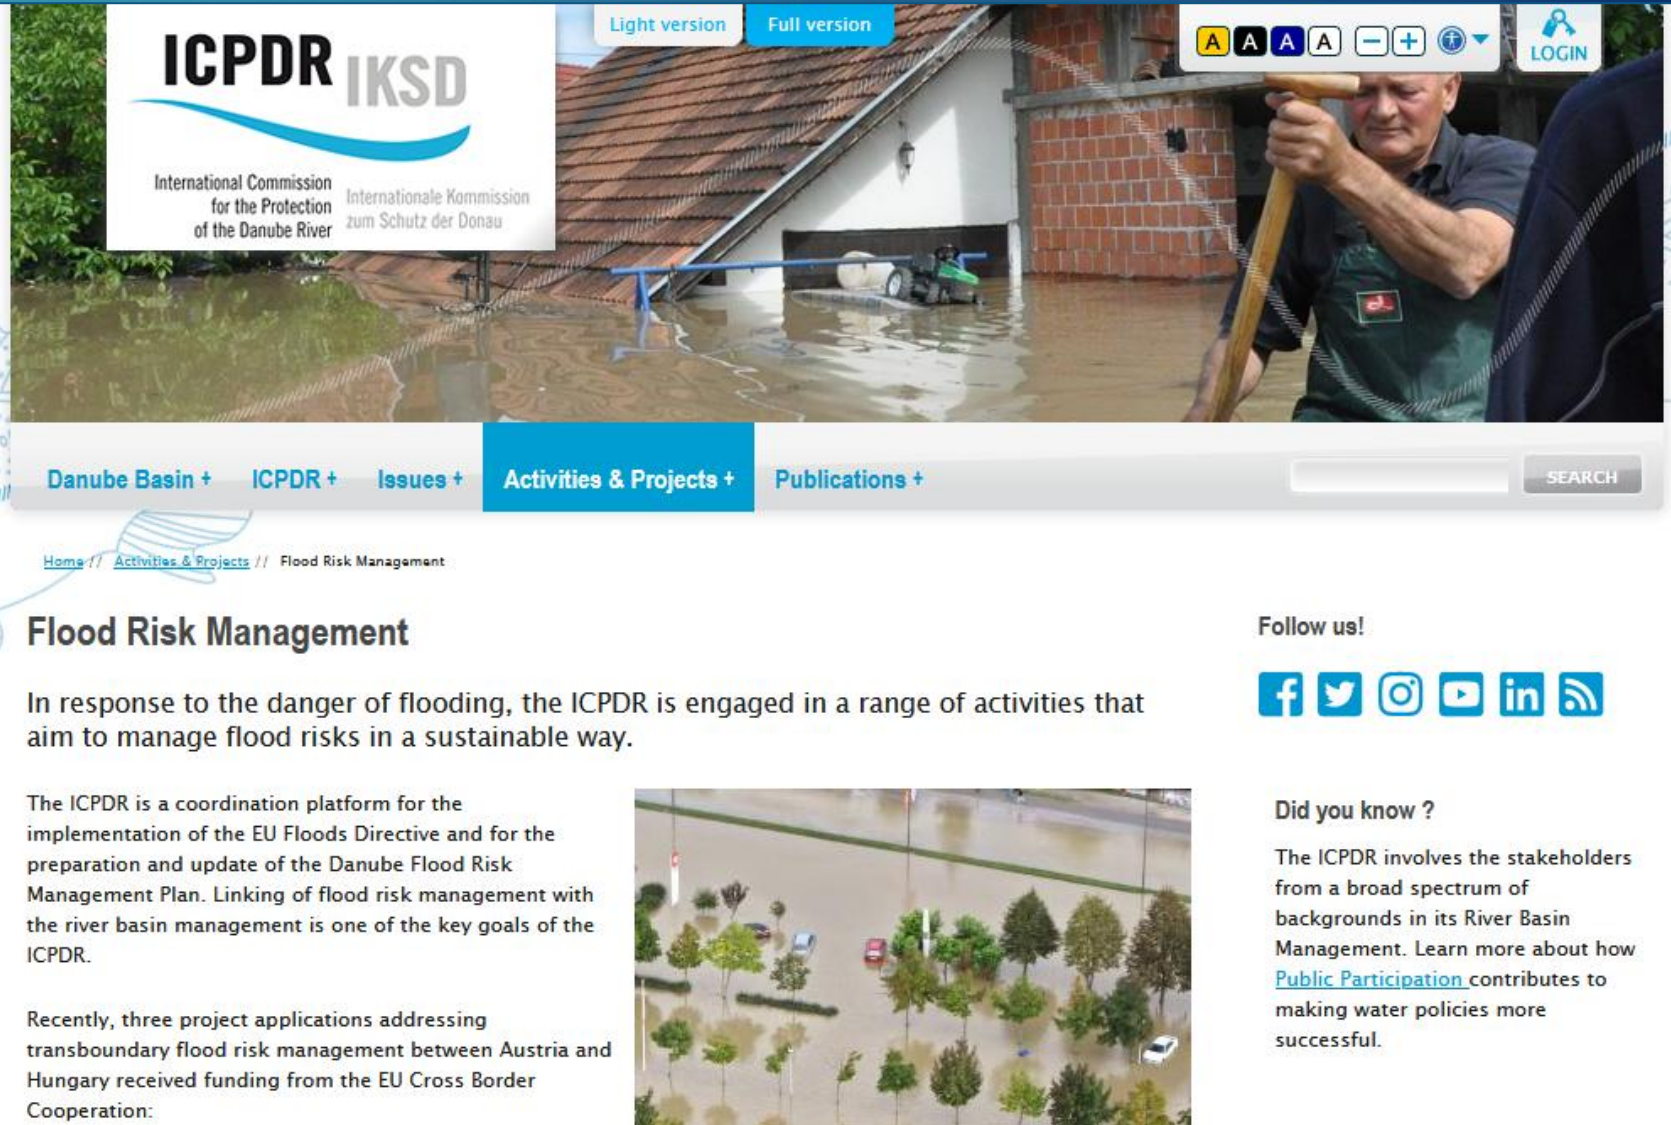 Light version
Full version
A A A A
LOGIN
ICPDR IKSD
International Commission
for the Protection
of the Danube River
Internationale Kommission
zum Schutz der Donau
Danube Basin +
ICPDR +
Issues +
Activities & Projects +
Publications +
SEARCH
Home // Activities & Projects // Flood Risk Management
Flood Risk Management
In response to the danger of flooding, the ICPDR is engaged in a range of activities that
aim to manage flood risks in a sustainable way.
The ICPDR is a coordination platform for the
implementation of the EU Floods Directive and for the
preparation and update of the Danube Flood Risk
Management Plan. Linking of flood risk management with
the river basin management is one of the key goals of the
ICPDR.
Recently, three project applications addressing
transboundary flood risk management between Austria and
Hungary received funding from the EU Cross Border
Cooperation:
Follow us!
Did you know ?
The ICPDR involves the stakeholders
from a broad spectrum of
backgrounds in its River Basin
Management. Learn more about how
Public Participation contributes to
making water policies more
successful.